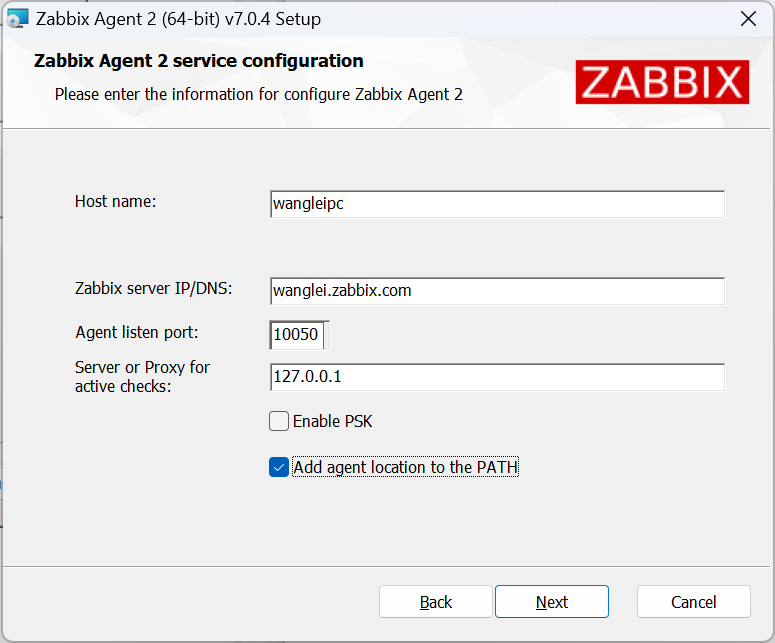 Zabbix Agent 2 (64-bit) v7.0.4 Setup
Zabbix Agent 2 service configuration
Please enter the information for configure Zabbix Agent 2
ZABBIX
Host name:
wangleipc
Zabbix server IP/DNS:
wanglei.zabbix.com
Agent listen port:
10050
Server or Proxy for
active checks:
127.0.0.1
Enable PSK
Add agent location to the PATH
Back
Next
Cancel